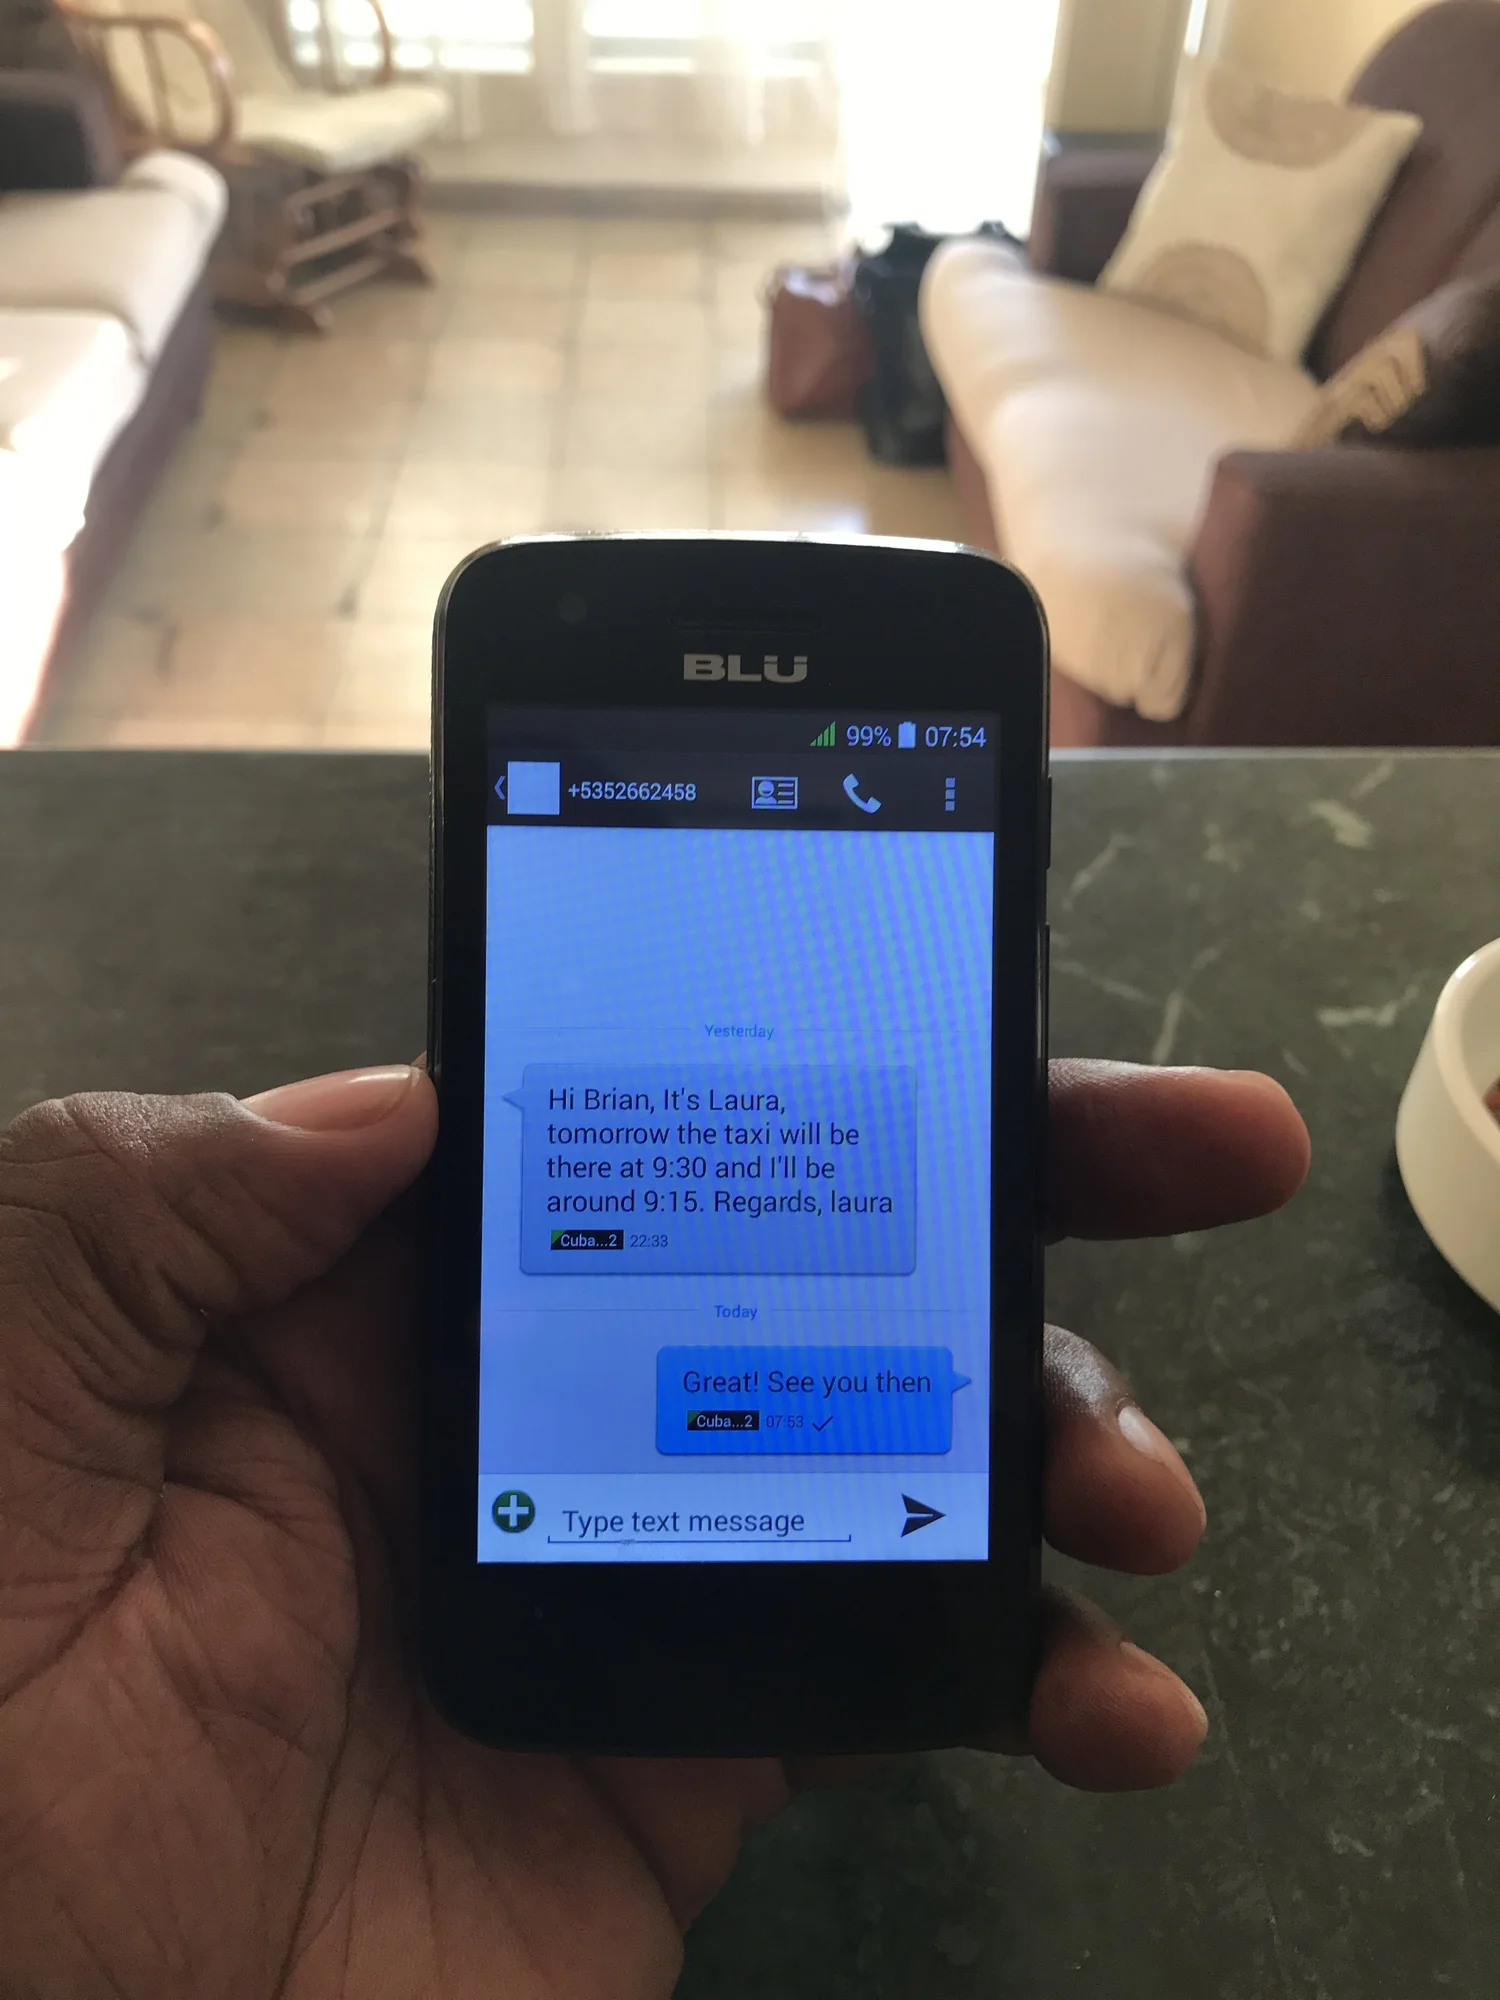 BLU
99% 07:54
+5352662458
Yesterday
Hi Brian, It's Laura,
tomorrow the taxi will be
there at 9:30 and I'll be
around 9:15. Regards, laura
Cuba...2 22:33
Today
Great! See you then
Cuba...2 07:53
Type text message